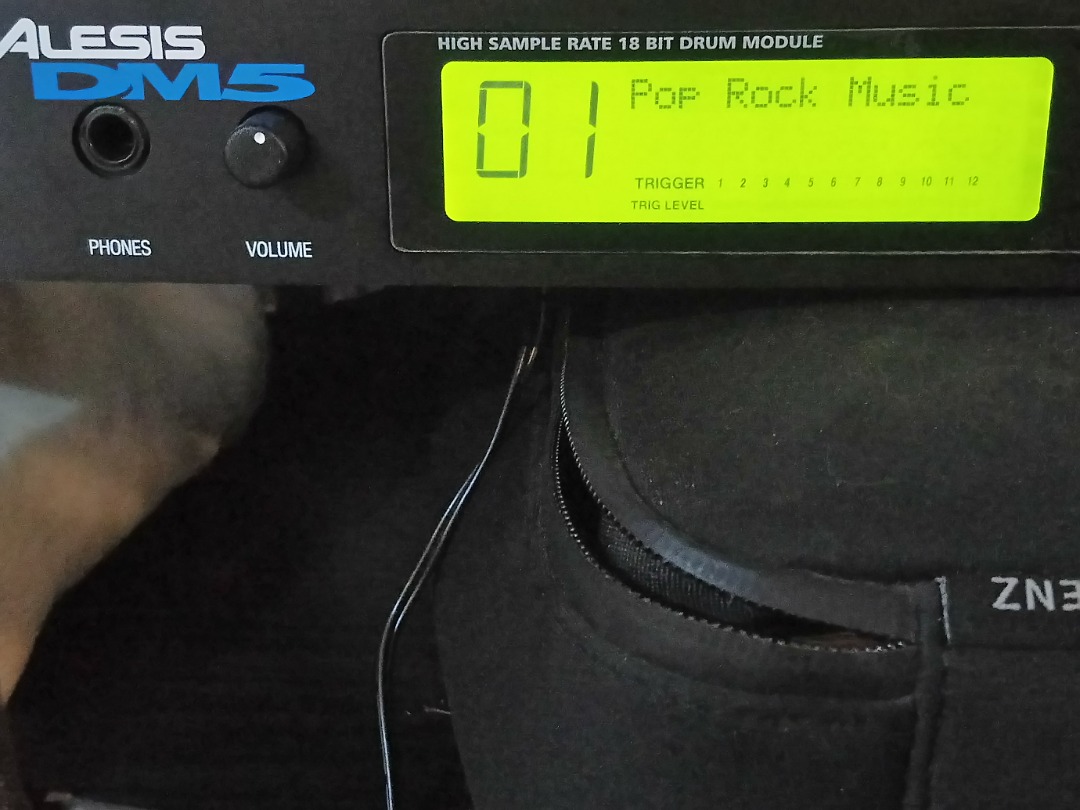 ALESIS
DM5
HIGH SAMPLE RATE 18 BIT DRUM MODULE
01 Pop Rock Music
TRIGGER 1 2 3 4 5 6 7 8 9 10 11 12
TRIG LEVEL
PHONES VOLUME